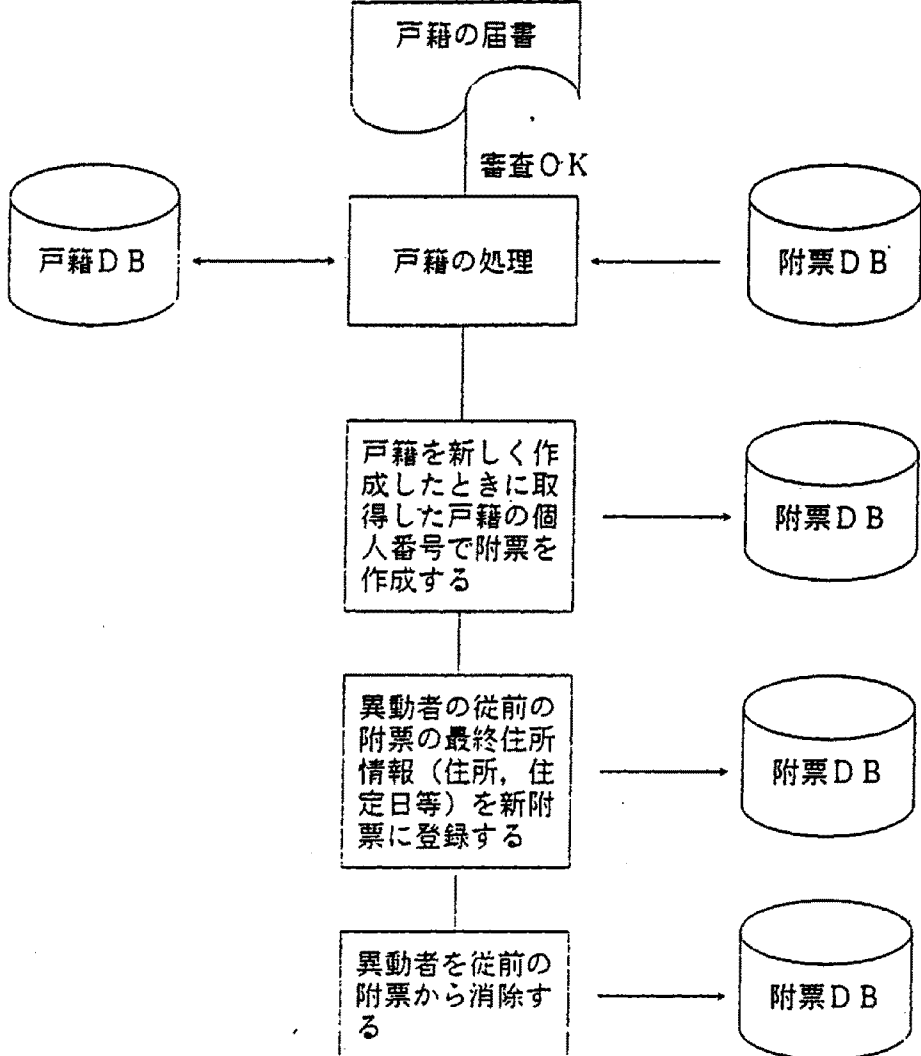 戸籍の届書
審査OK
戸籍DB
戸籍の処理
附票DB
戸籍を新しく作
成したときに取
得した戸籍の個
人番号で附票を
作成する
附票DB
異動者の従前の
附票の最終住所
情報（住所，住
定日等）を新附
票に登録する
附票DB
異動者を従前の
附票から消除す
る
附票DB